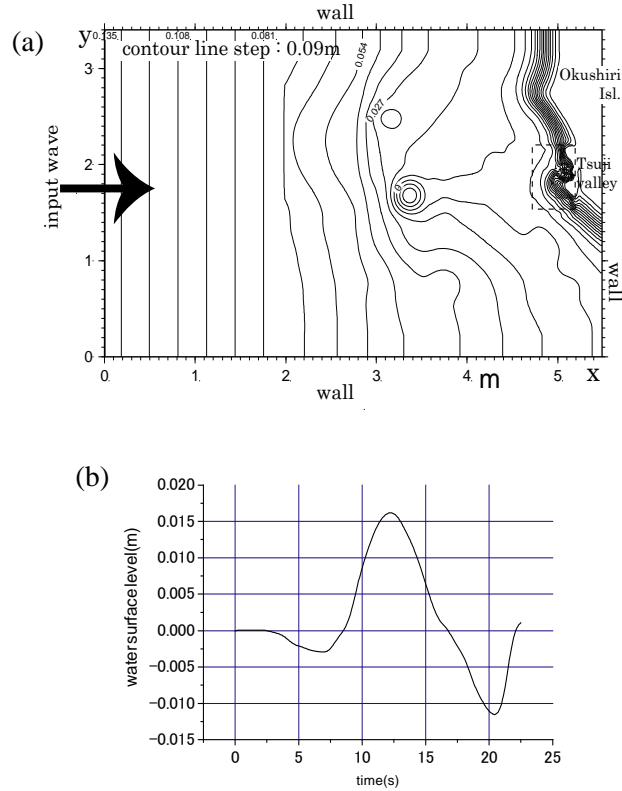 wall
(a)
y
0.135
0.108
0.081
contour line step : 0.09m
0.054
0.027
0
Okushiri
Isl.
Tsuji
valley
input wave
wall
3
2
1
0
0. 1. 2. 3. 4. m 5. x
wall
(b)
0.020
0.015
0.010
0.005
0.000
−0.005
−0.010
−0.015
water surface level(m)
0 5 10 15 20 25
time(s)